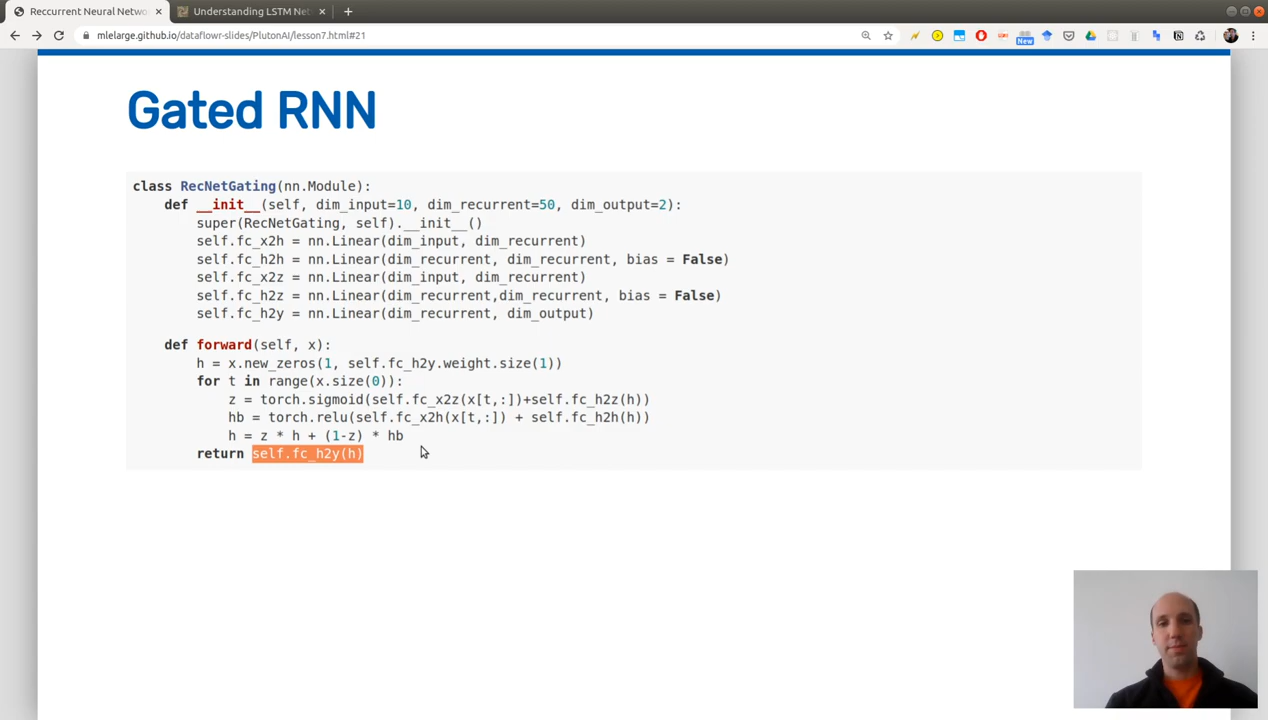 Reccurrent Neural Netwo
Understanding LSTM Net
mlelarge.github.io/dataflowr-slides/PlutonAI/lesson7.html#21
New
Gated RNN
class RecNetGating(nn.Module):
def __init__(self, dim_input=10, dim_recurrent=50, dim_output=2):
super(RecNetGating, self).__init__()
self.fc_x2h = nn.Linear(dim_input, dim_recurrent)
self.fc_h2h = nn.Linear(dim_recurrent, dim_recurrent, bias = False)
self.fc_x2z = nn.Linear(dim_input, dim_recurrent)
self.fc_h2z = nn.Linear(dim_recurrent,dim_recurrent, bias = False)
self.fc_h2y = nn.Linear(dim_recurrent, dim_output)
def forward(self, x):
h = x.new_zeros(1, self.fc_h2y.weight.size(1))
for t in range(x.size(0)):
z = torch.sigmoid(self.fc_x2z(x[t,:])+self.fc_h2z(h))
hb = torch.relu(self.fc_x2h(x[t,:]) + self.fc_h2h(h))
h = z * h + (1-z) * hb
return self.fc_h2y(h)